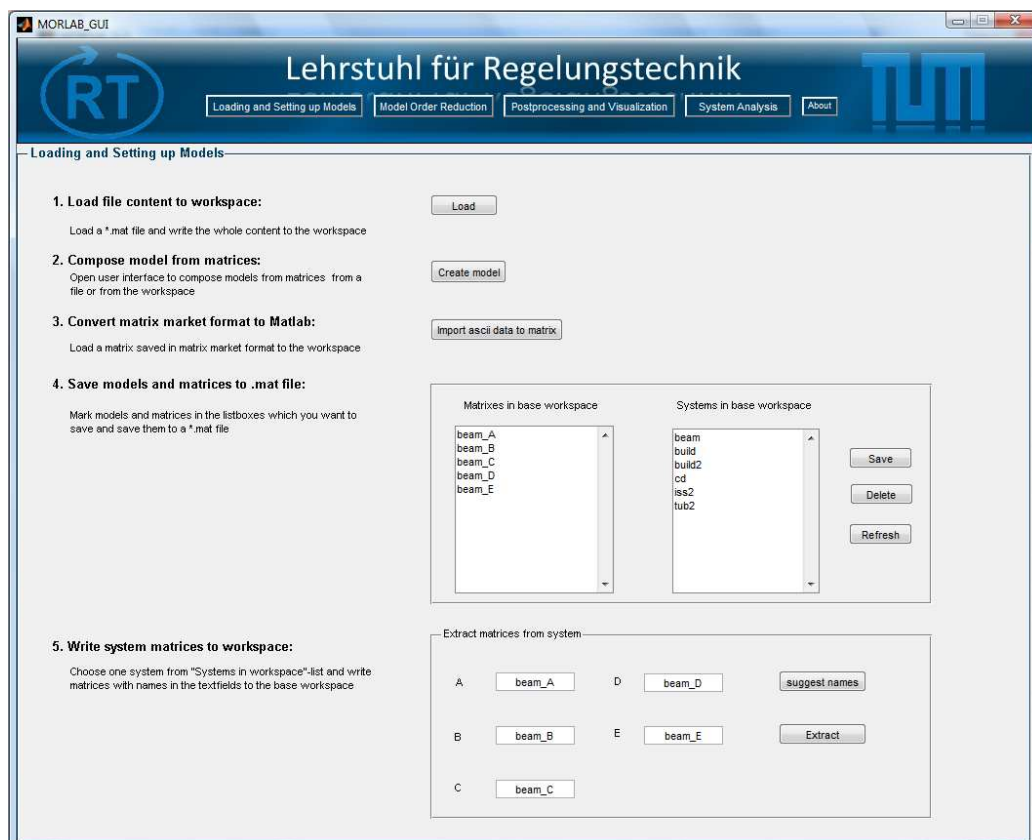 MORLAB_GUI
RT
Lehrstuhl für Regelungstechnik
TUM
Loading and Setting up Models
Model Order Reduction
Postprocessing and Visualization
System Analysis
About
Loading and Setting up Models
1. Load file content to workspace:
Load
Load a *.mat file and write the whole content to the workspace
2. Compose model from matrices:
Open user interface to compose models from matrices from a
file or from the workspace
Create model
3. Convert matrix market format to Matlab:
Import ascii data to matrix
Load a matrix saved in matrix market format to the workspace
4. Save models and matrices to .mat file:
Mark models and matrices in the listboxes which you want to
save and save them to a *.mat file
Matrixes in base workspace
beam_A
beam_B
beam_C
beam_D
beam_E
Systems in base workspace
beam
build
build2
cd
iss2
tub2
Save
Delete
Refresh
5. Write system matrices to workspace:
Choose one system from "Systems in workspace"-list and write
matrices with names in the textfields to the base workspace
Extract matrices from system
A beam_A D beam_D suggest names
B beam_B E beam_E Extract
C beam_C